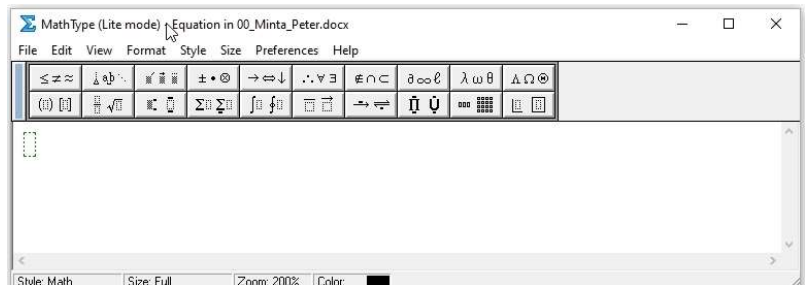 MathType (Lite mode) - Equation in 00_Minta_Peter.docx
File Edit View Format Style Size Preferences Help
≤ ≠ ≈ ± • ⊗ → ⇔ ↓ ∴ ∀ ∃ ∉ ∩ ⊂ ∂ ∞ ℓ λ ω θ Λ Ω ⊛
Style: Math Size: Full Zoom: 200% Color: